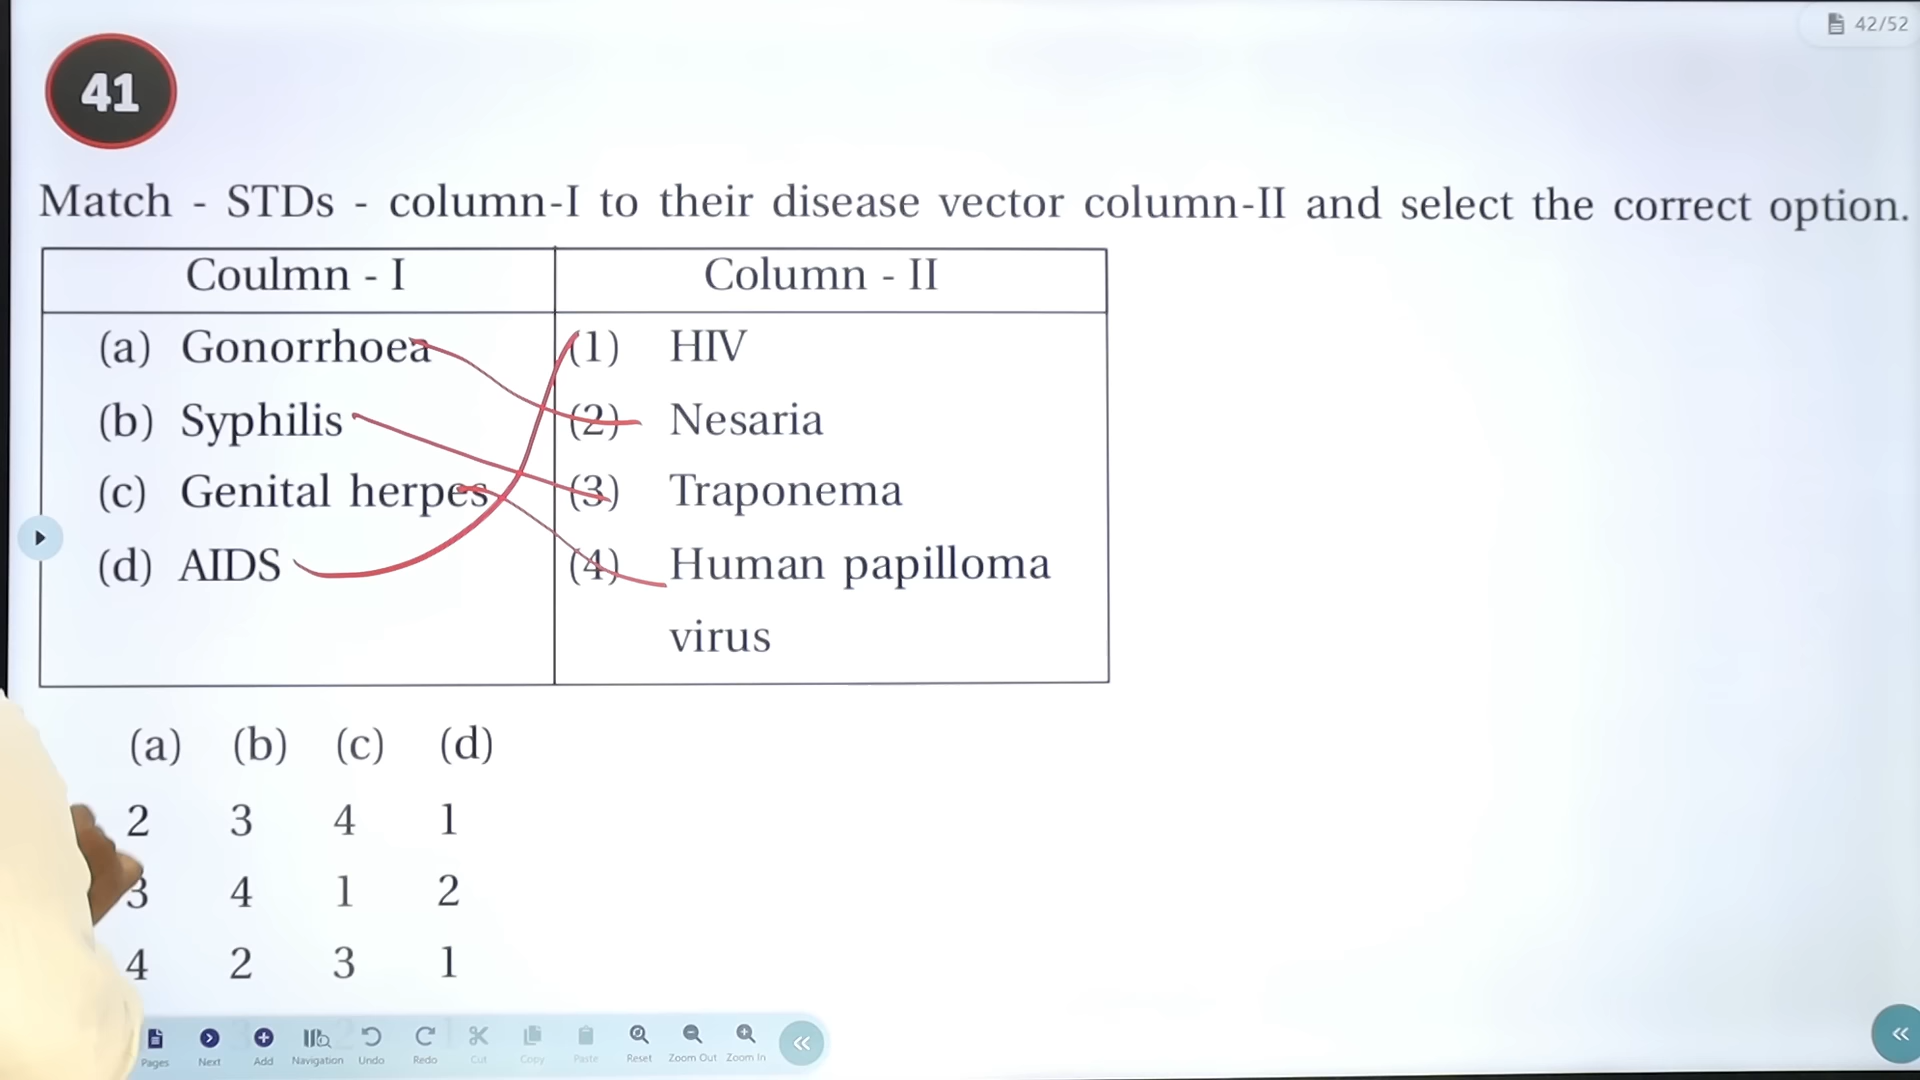 42/52
41
Match - STDs - column-I to their disease vector column-II and select the correct option.
Coulmn - I Column - II
(a) Gonorrhoea (1) HIV
(b) Syphilis (2) Nesaria
(c) Genital herpes (3) Traponema
(d) AIDS (4) Human papilloma
virus
(a) (b) (c) (d)
2 3 4 1
3 4 1 2
4 2 3 1
Pages Next Add Navigation Undo Redo Cut Copy Paste Reset Zoom Out Zoom In